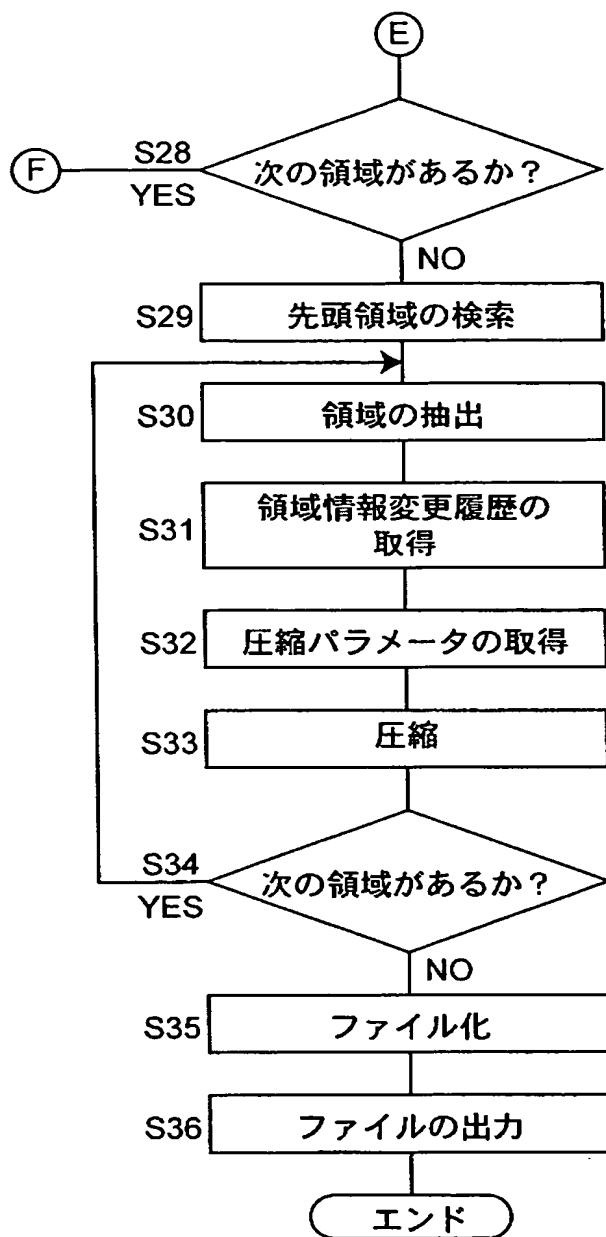 E
S28
F
次の領域があるか？
YES
NO
S29
先頭領域の検索
S30
領域の抽出
S31
領域情報変更履歴の
取得
S32
圧縮パラメータの取得
S33
圧縮
S34
次の領域があるか？
YES
NO
S35
ファイル化
S36
ファイルの出力
エンド